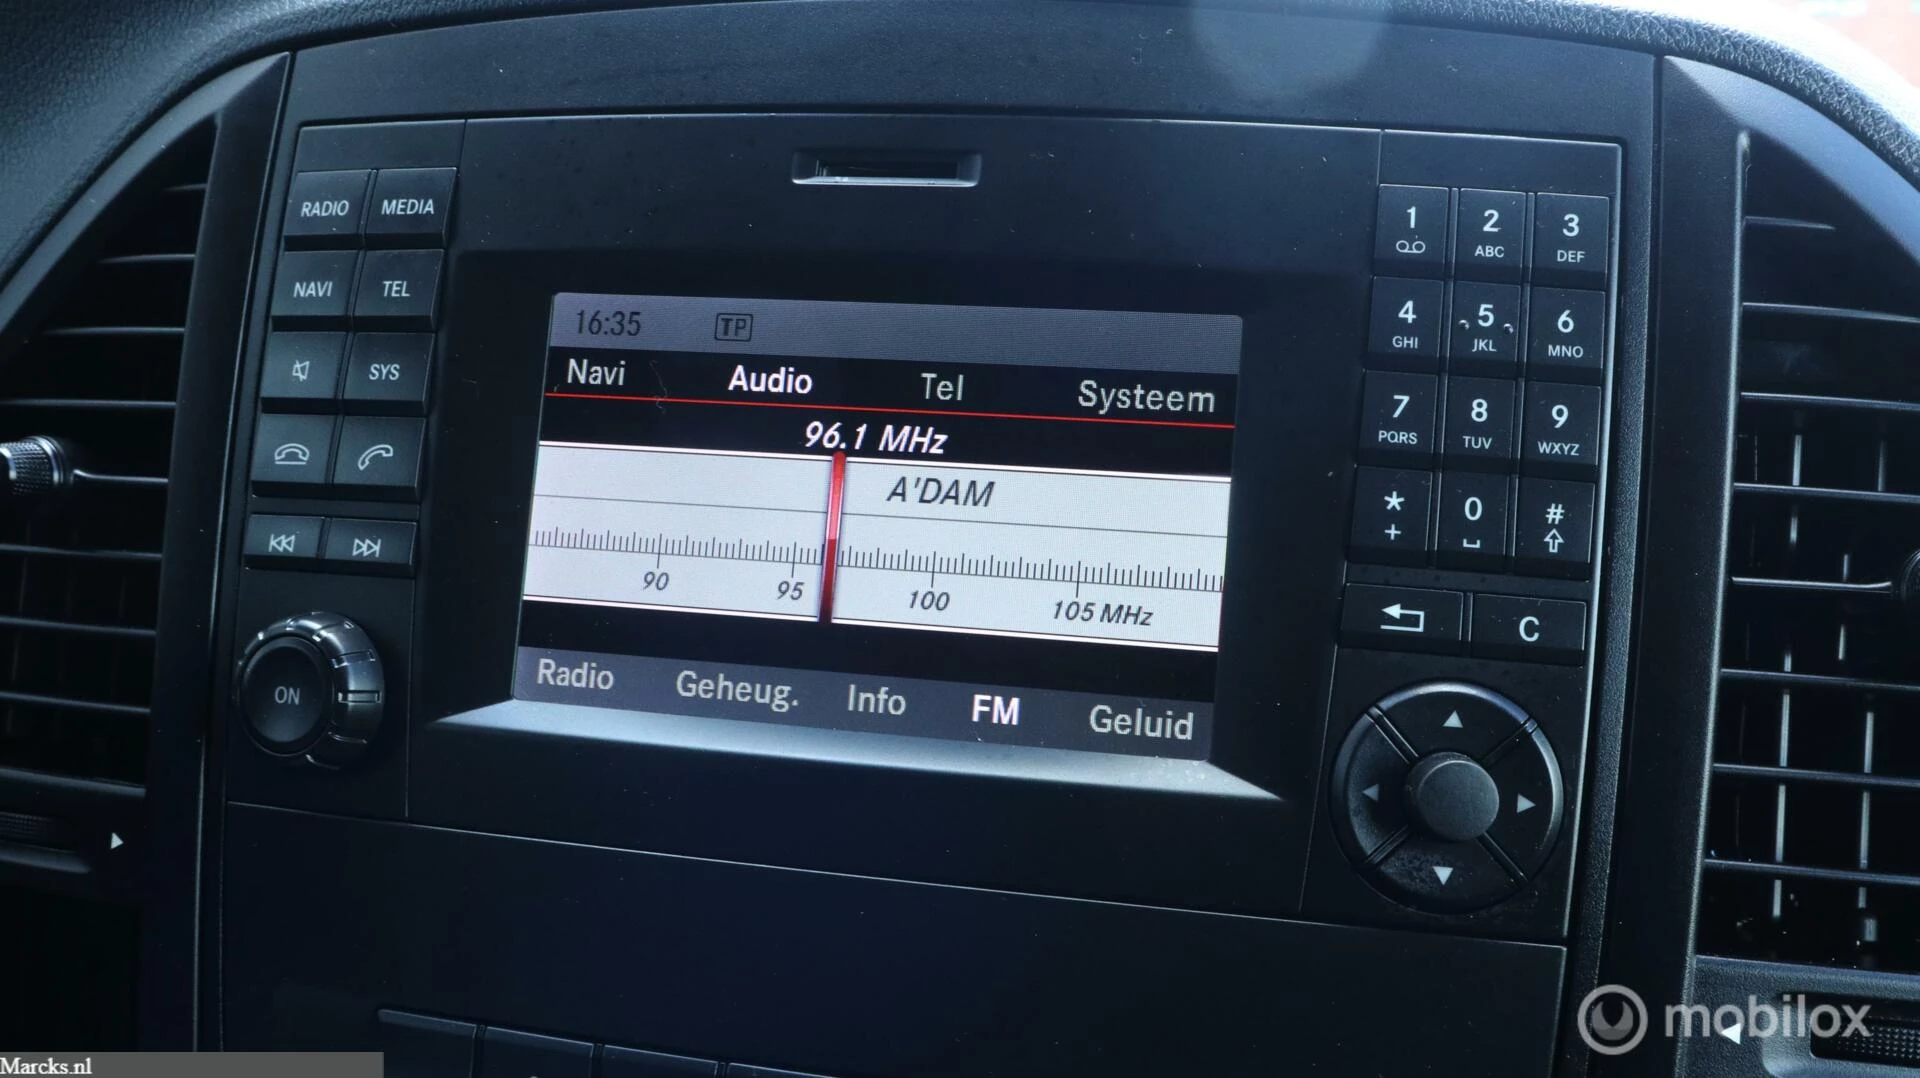 RADIO MEDIA
NAVI TEL
SYS
ON
16:35 TP
Navi Audio Tel Systeem
96.1 MHz
A'DAM
90 95 100 105 MHz
Radio Geheug. Info FM Geluid
1 2 3
ABC DEF
4 5 6
GHI JKL MNO
7 8 9
PQRS TUV WXYZ
* 0 #
+
C
mobilox
Marcks.nl